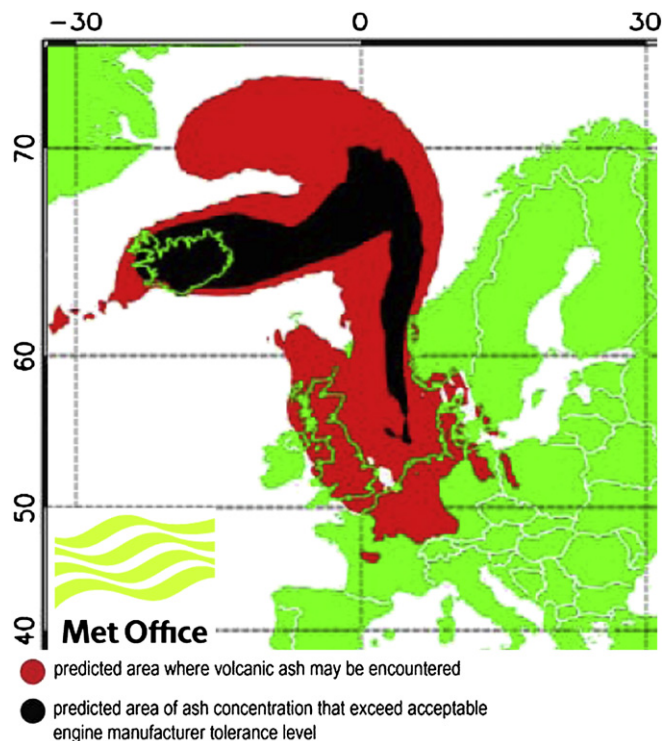 -30 0 30
70
60
50
40
Met Office
predicted area where volcanic ash may be encountered
predicted area of ash concentration that exceed acceptable
engine manufacturer tolerance level